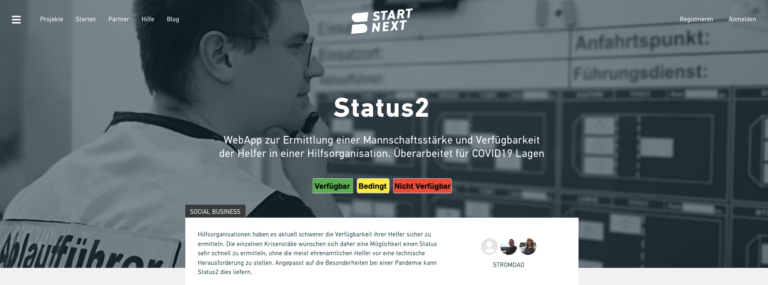 Projekte Starten Partner Hilfe Blog
START
NEXT
Registrieren Anmelden
Anfahrtspunkt:
Einsatzort:
Führungsdienst:
Ablaufführer:
Status2
WebApp zur Ermittlung einer Mannschaftsstärke und Verfügbarkeit
der Helfer in einer Hilfsorganisation. Überarbeitet für COVID19 Lagen
Verfügbar Bedingt Nicht Verfügbar
SOCIAL BUSINESS
Hilfsorganisationen haben es aktuell schwerer die Verfügbarkeit ihrer Helfer sicher zu
ermitteln. Die einzelnen Krisenstäbe wünschen sich daher eine Möglichkeit einen Status
sehr schnell zu ermitteln, ohne die meist ehrenamtlichen Helfer vor eine technische
Herausforderung zu stellen. Angepasst auf die Besonderheiten bei einer Pandemie kann
Status2 dies liefern.
STROMDAO
Ablaufführer